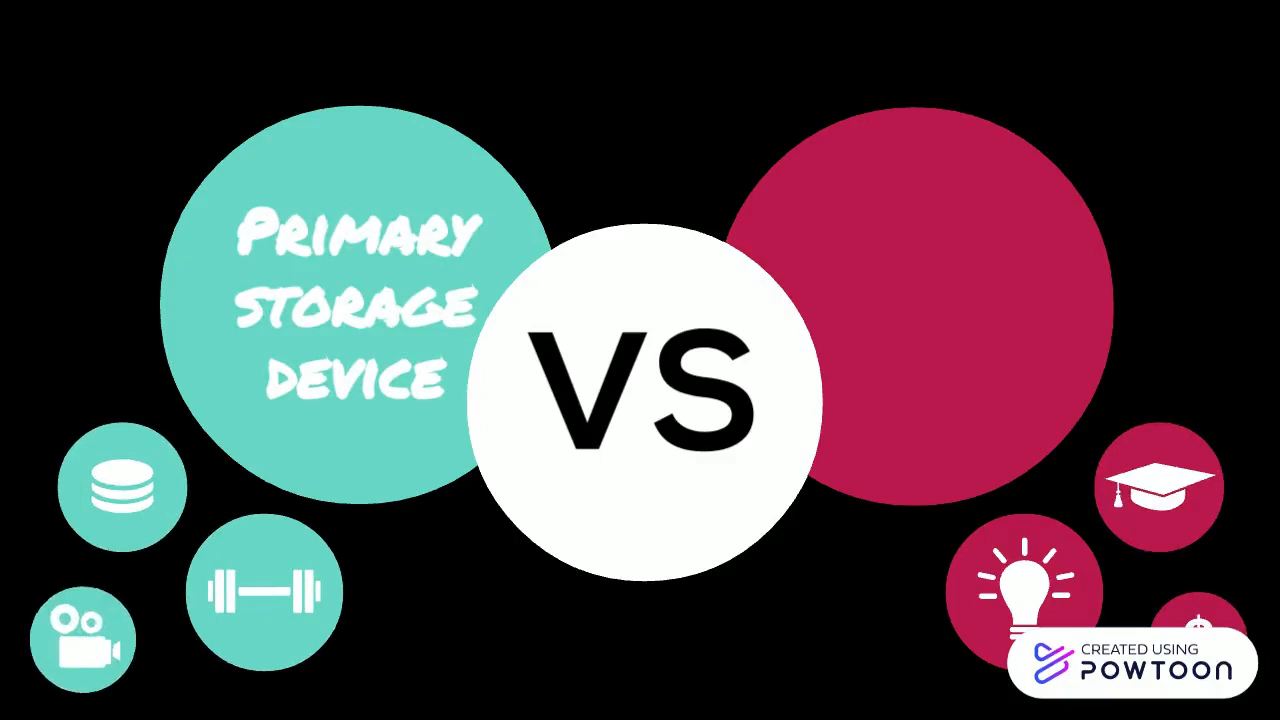 PRIMARY
STORAGE
DEVICE
VS
$
CREATED USING
POWTOON